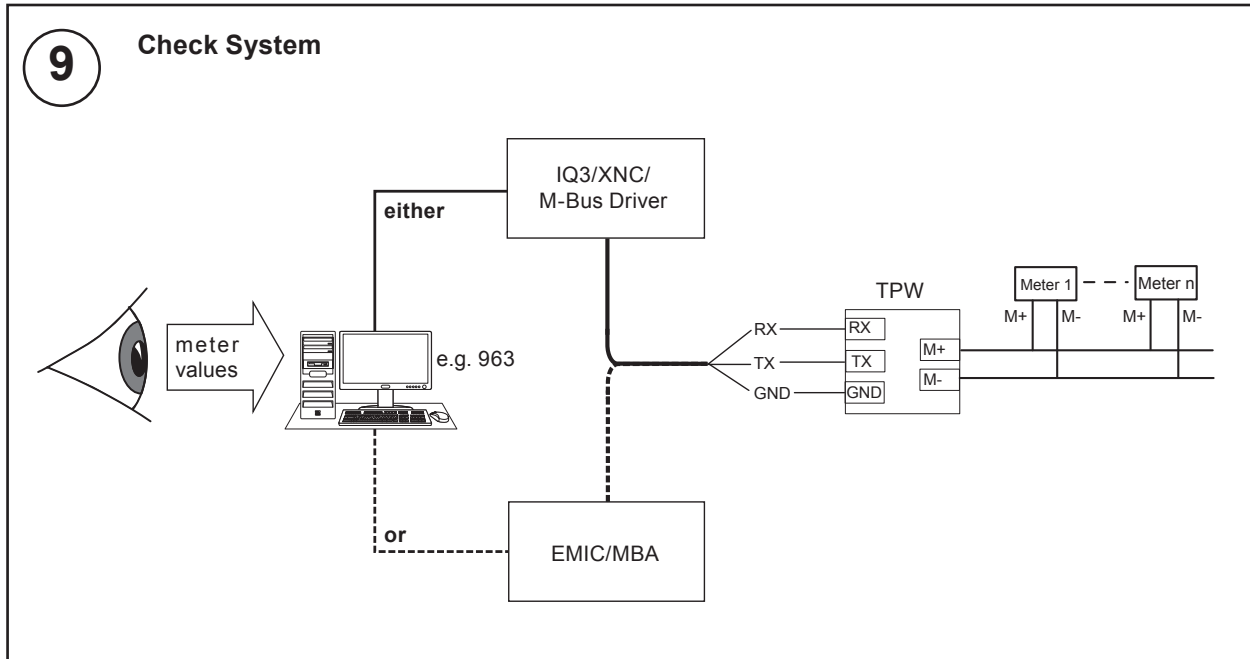 9
Check System
IQ3/XNC/
M-Bus Driver
either
meter
values
e.g. 963
or
EMIC/MBA
RX
TX
GND
TPW
RX
TX
GND
M+
M-
Meter 1
Meter n
M+
M-
M+
M-